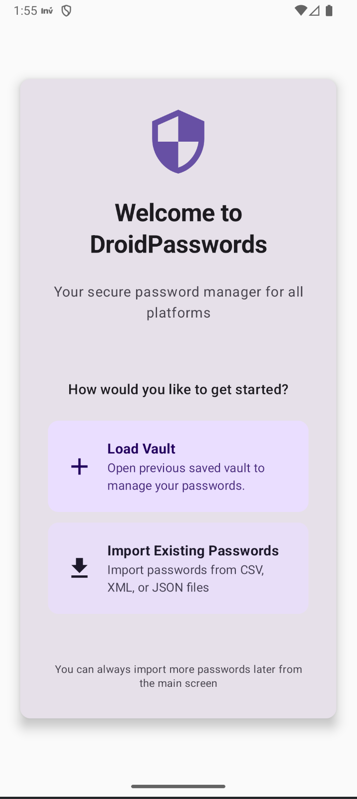 1:55 Inv
Welcome to
DroidPasswords
Your secure password manager for all
platforms
How would you like to get started?
Load Vault
Open previous saved vault to
manage your passwords.
Import Existing Passwords
Import passwords from CSV,
XML, or JSON files
You can always import more passwords later from
the main screen